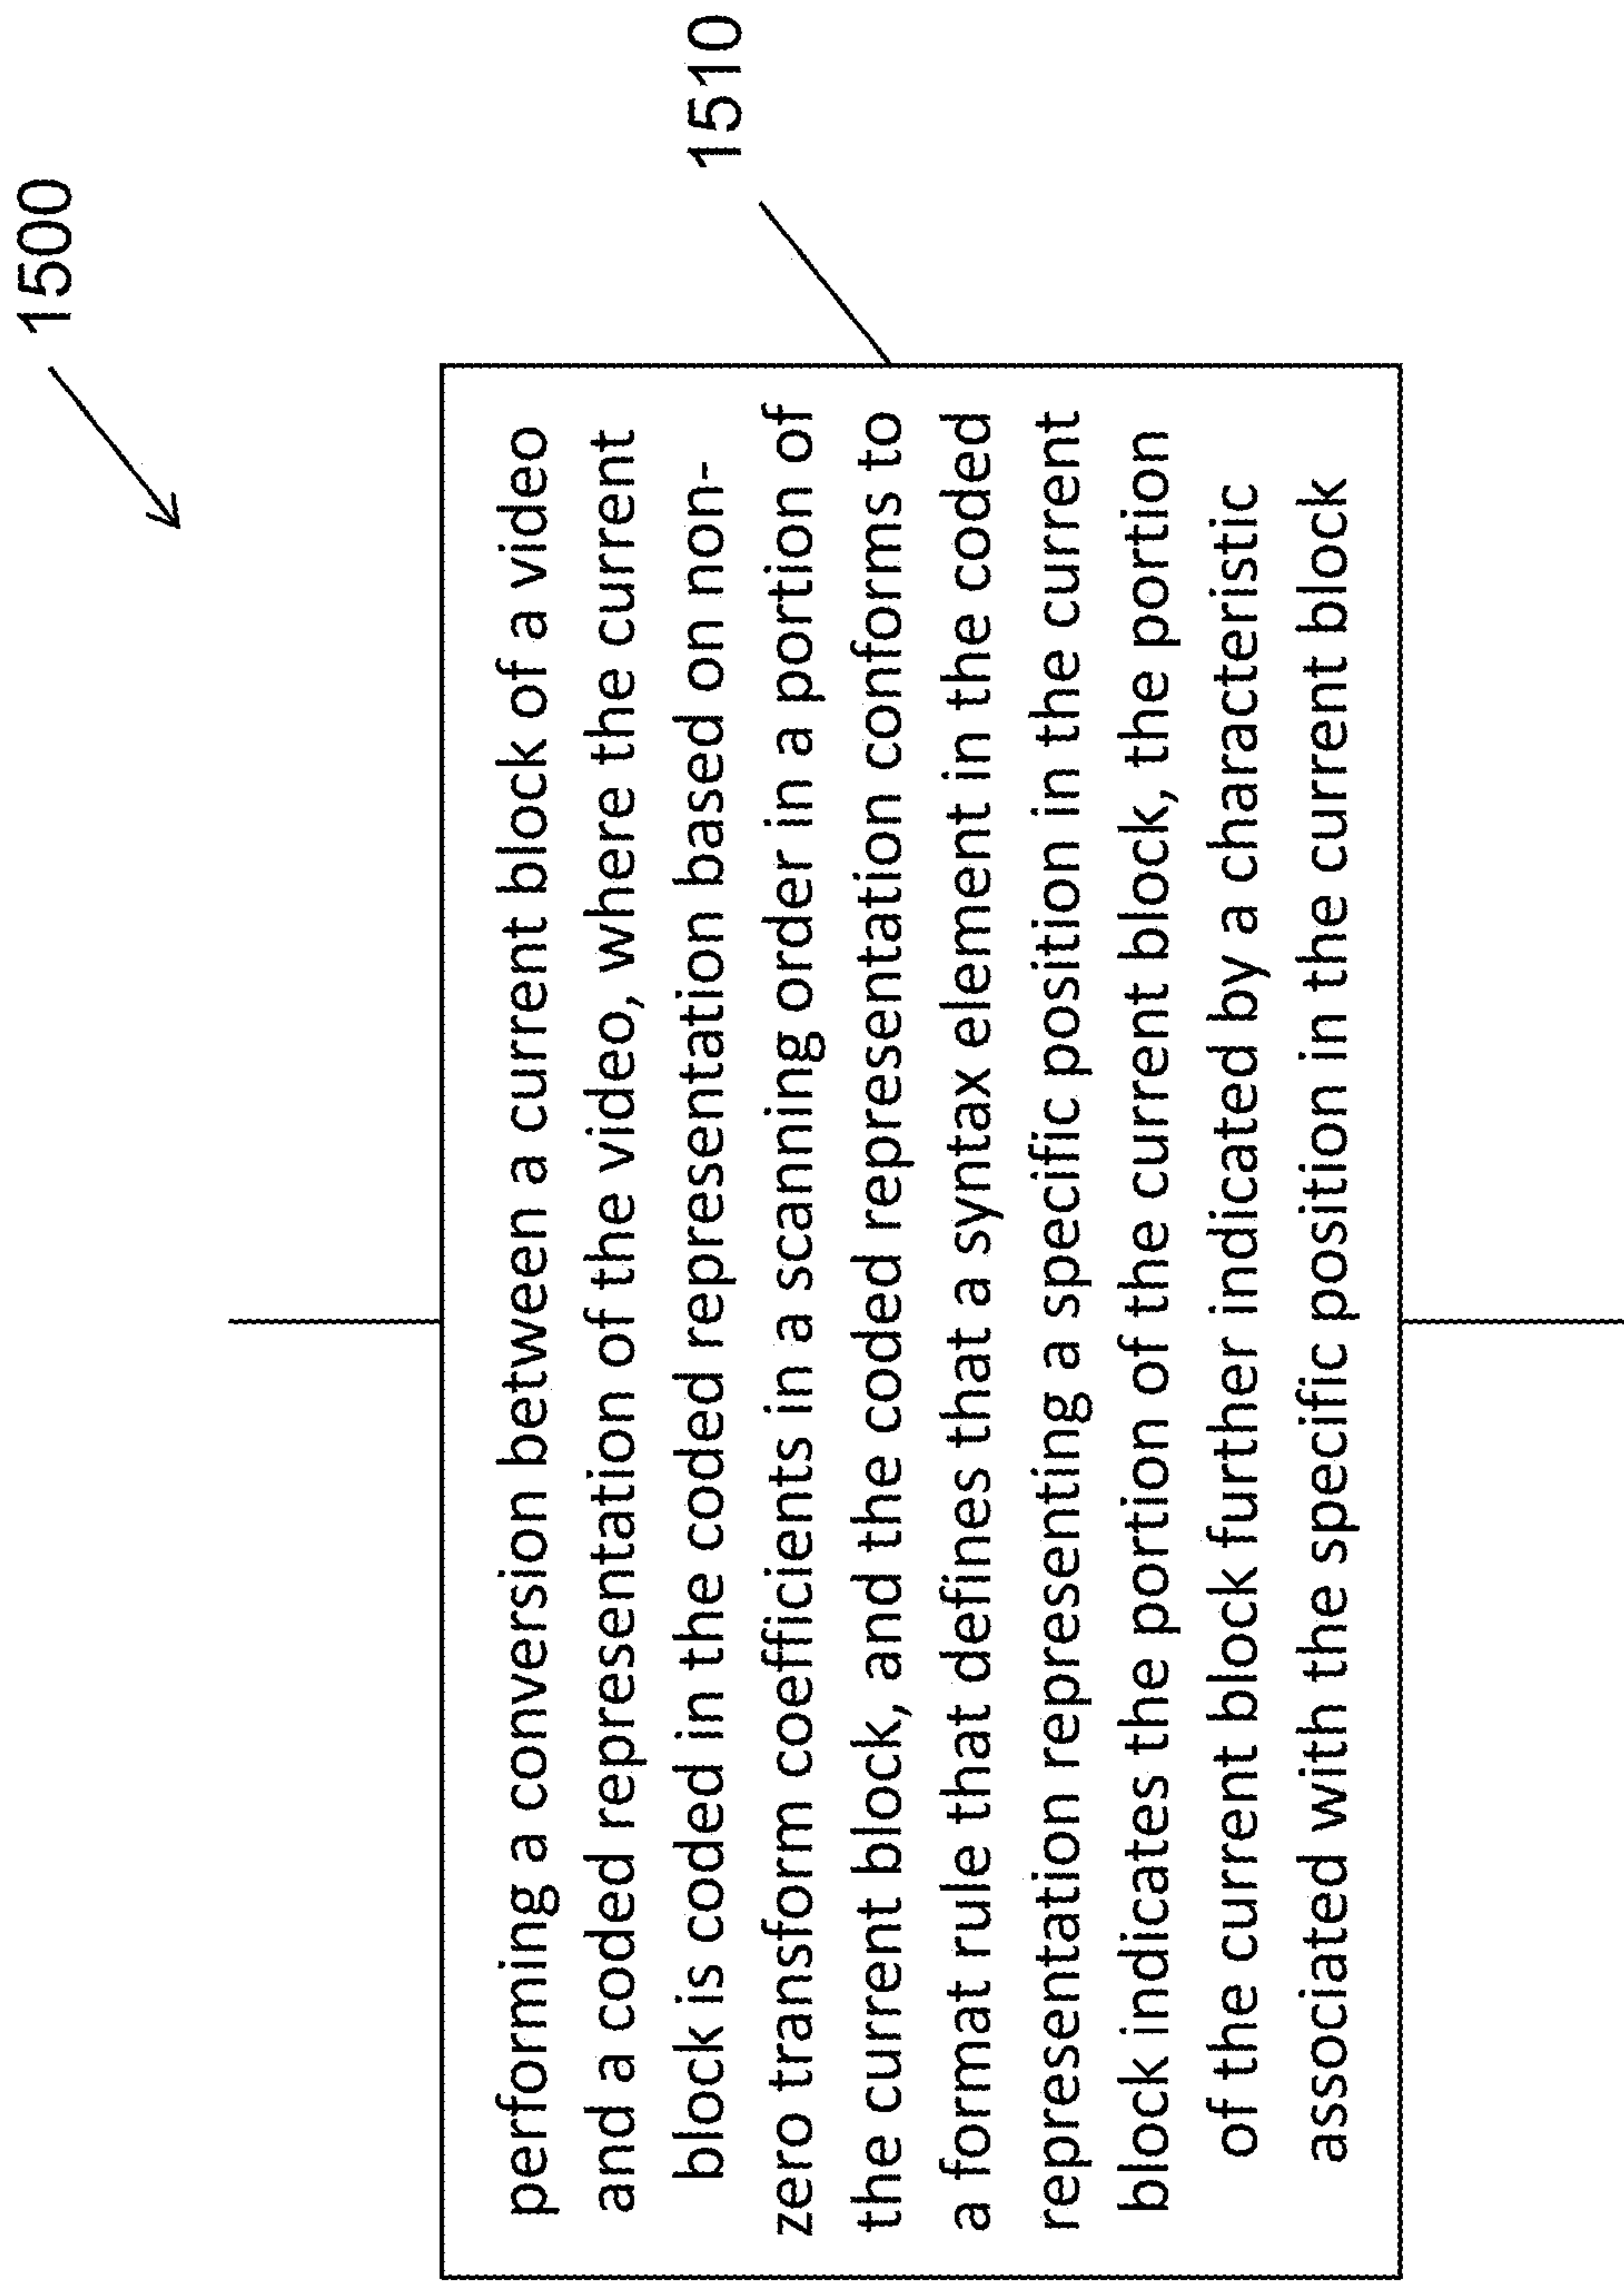 1500
1510
performing a conversion between a current block of a video
and a coded representation of the video, where the current
block is coded in the coded representation based on non-
zero transform coefficients in a scanning order in a portion of
the current block, and the coded representation conforms to
a format rule that defines that a syntax element in the coded
representation representing a specific position in the current
block indicates the portion of the current block, the portion
of the current block further indicated by a characteristic
associated with the specific position in the current block